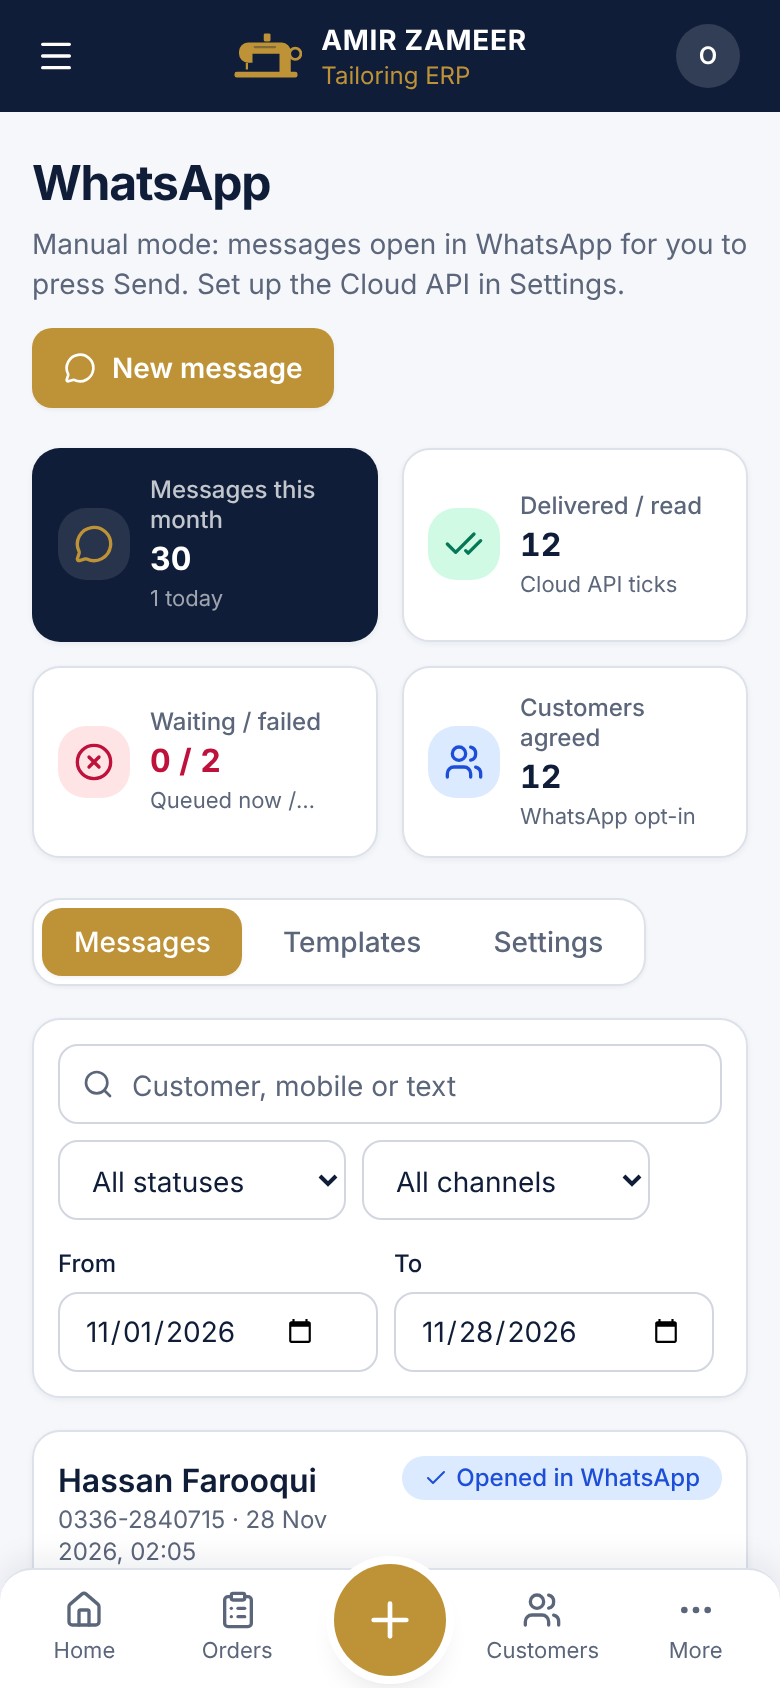 AMIR ZAMEER
Tailoring ERP
O
WhatsApp
Manual mode: messages open in WhatsApp for you to
press Send. Set up the Cloud API in Settings.
New message
Messages this
month
30
1 today
Delivered / read
12
Cloud API ticks
Waiting / failed
0 / 2
Queued now /...
Customers
agreed
12
WhatsApp opt-in
Messages
Templates
Settings
Customer, mobile or text
All statuses
All channels
From
To
11/01/2026
11/28/2026
Hassan Farooqui
Opened in WhatsApp
0336-2840715 · 28 Nov
2026, 02:05
Home
Orders
Customers
More